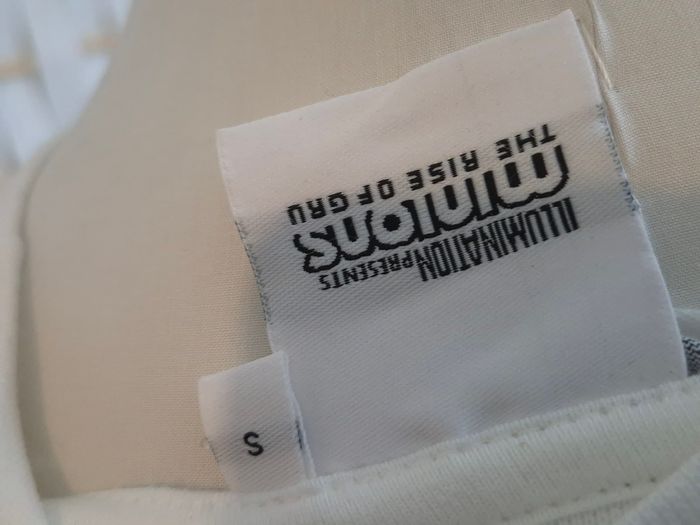 ILLUMINATION PRESENTS
MINIONS
THE RISE OF GRU
S